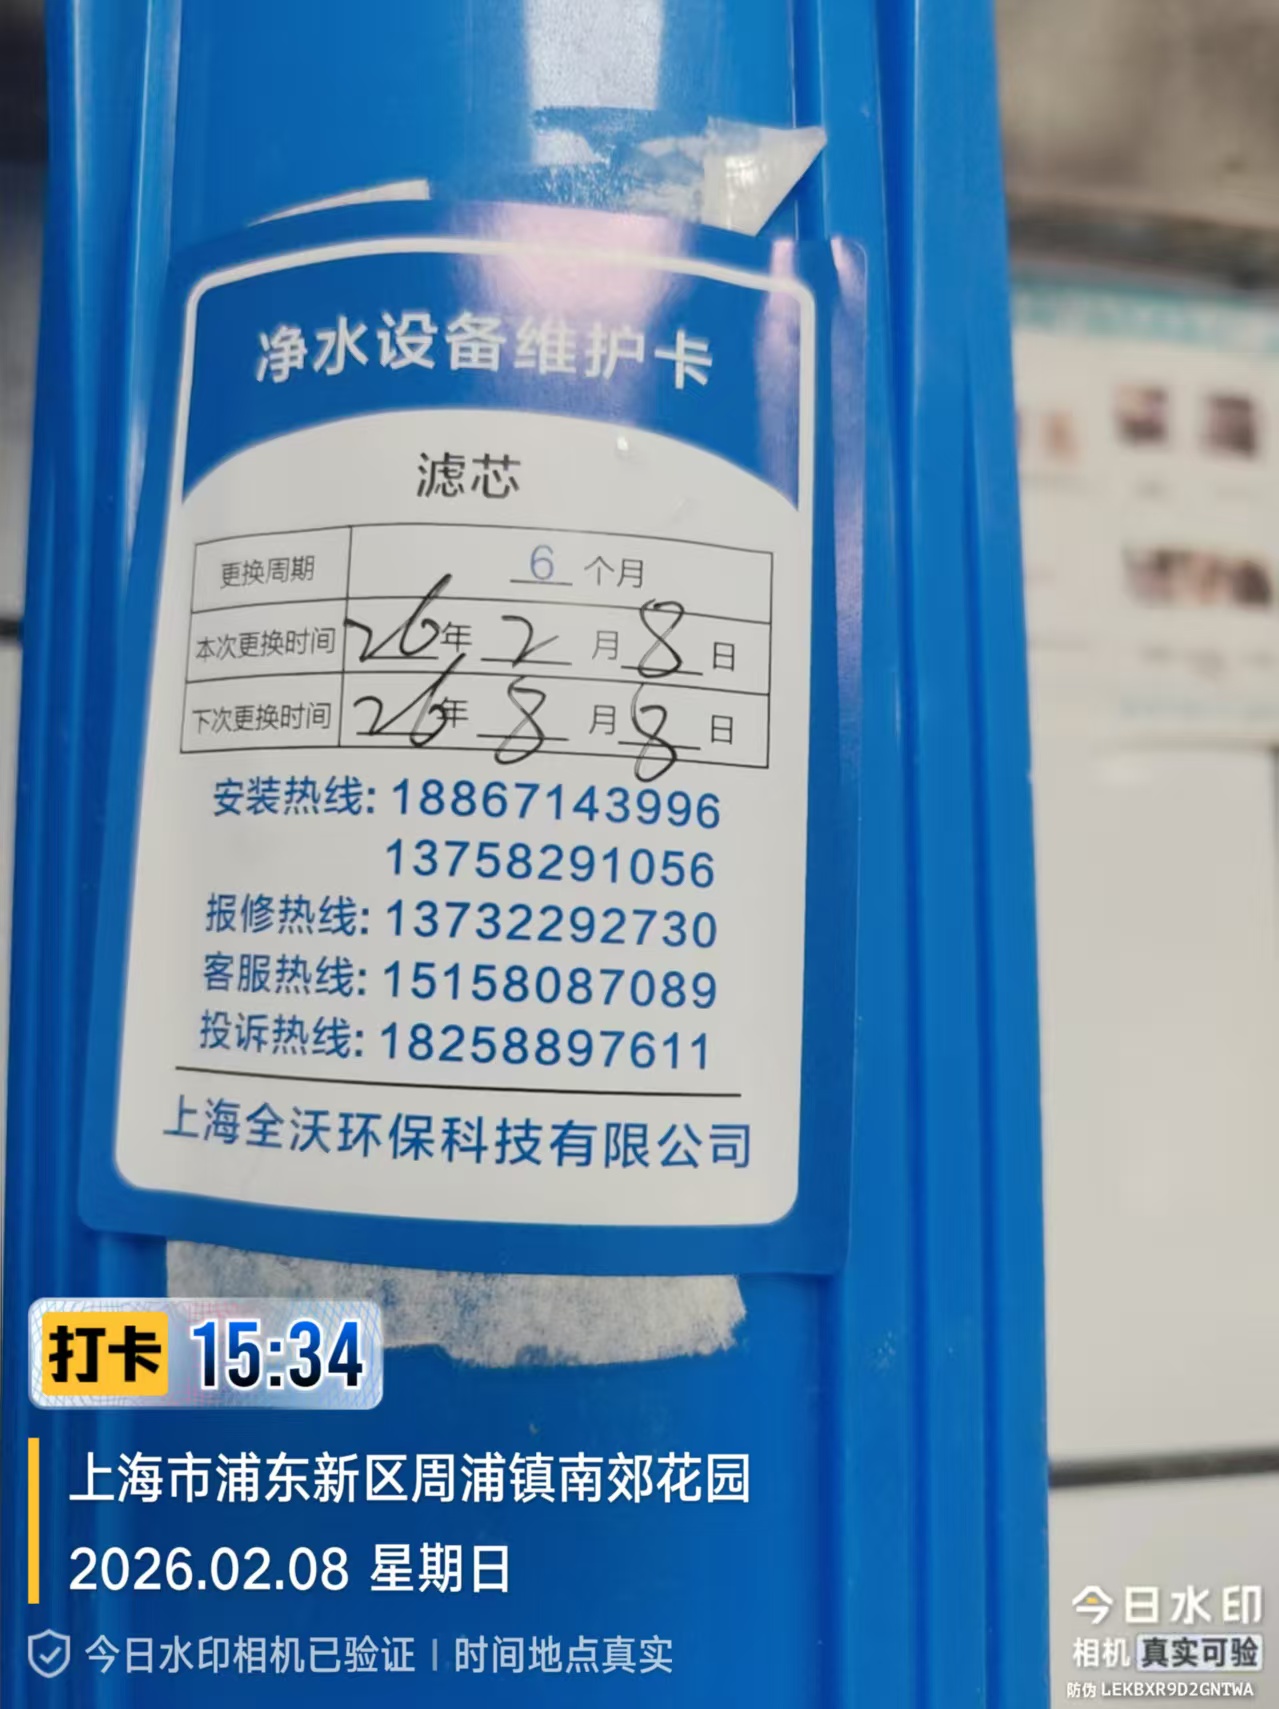 净水设备维护卡
滤芯
更换周期 6 个月
本次更换时间 26年 2 月 8 日
下次更换时间 26年 8 月 8 日
安装热线: 18867143996
13758291056
报修热线: 13732292730
客服热线: 15158087089
投诉热线: 18258897611
上海全沃环保科技有限公司
打卡 15:34
上海市浦东新区周浦镇南郊花园
2026.02.08 星期日
今日水印相机已验证 | 时间地点真实
今日水印
相机 真实可验
防伪 LEKBXR9D2GNTWA